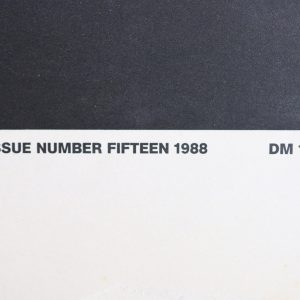 SSUE NUMBER FIFTEEN 1988 DM